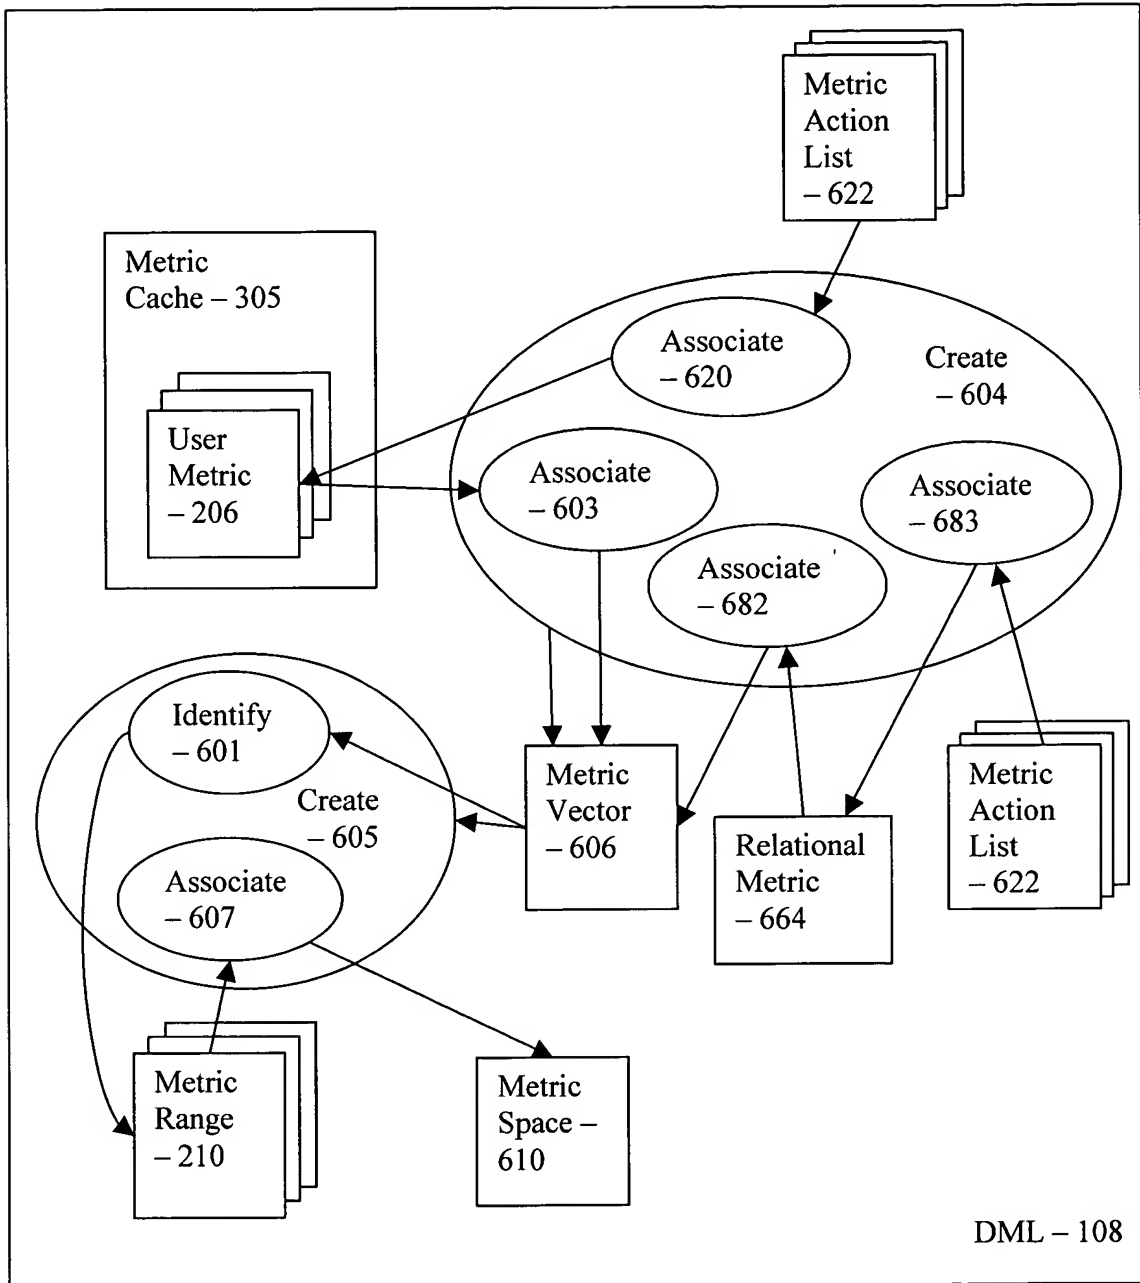 Metric
Action
List
– 622
Metric
Cache – 305
Associate
– 620
Create
– 604
User
Metric
– 206
Associate
– 603
Associate
– 683
Associate
– 682
Identify
– 601
Create
– 605
Associate
– 607
Metric
Vector
– 606
Relational
Metric
– 664
Metric
Action
List
– 622
Metric
Range
– 210
Metric
Space –
610
DML – 108